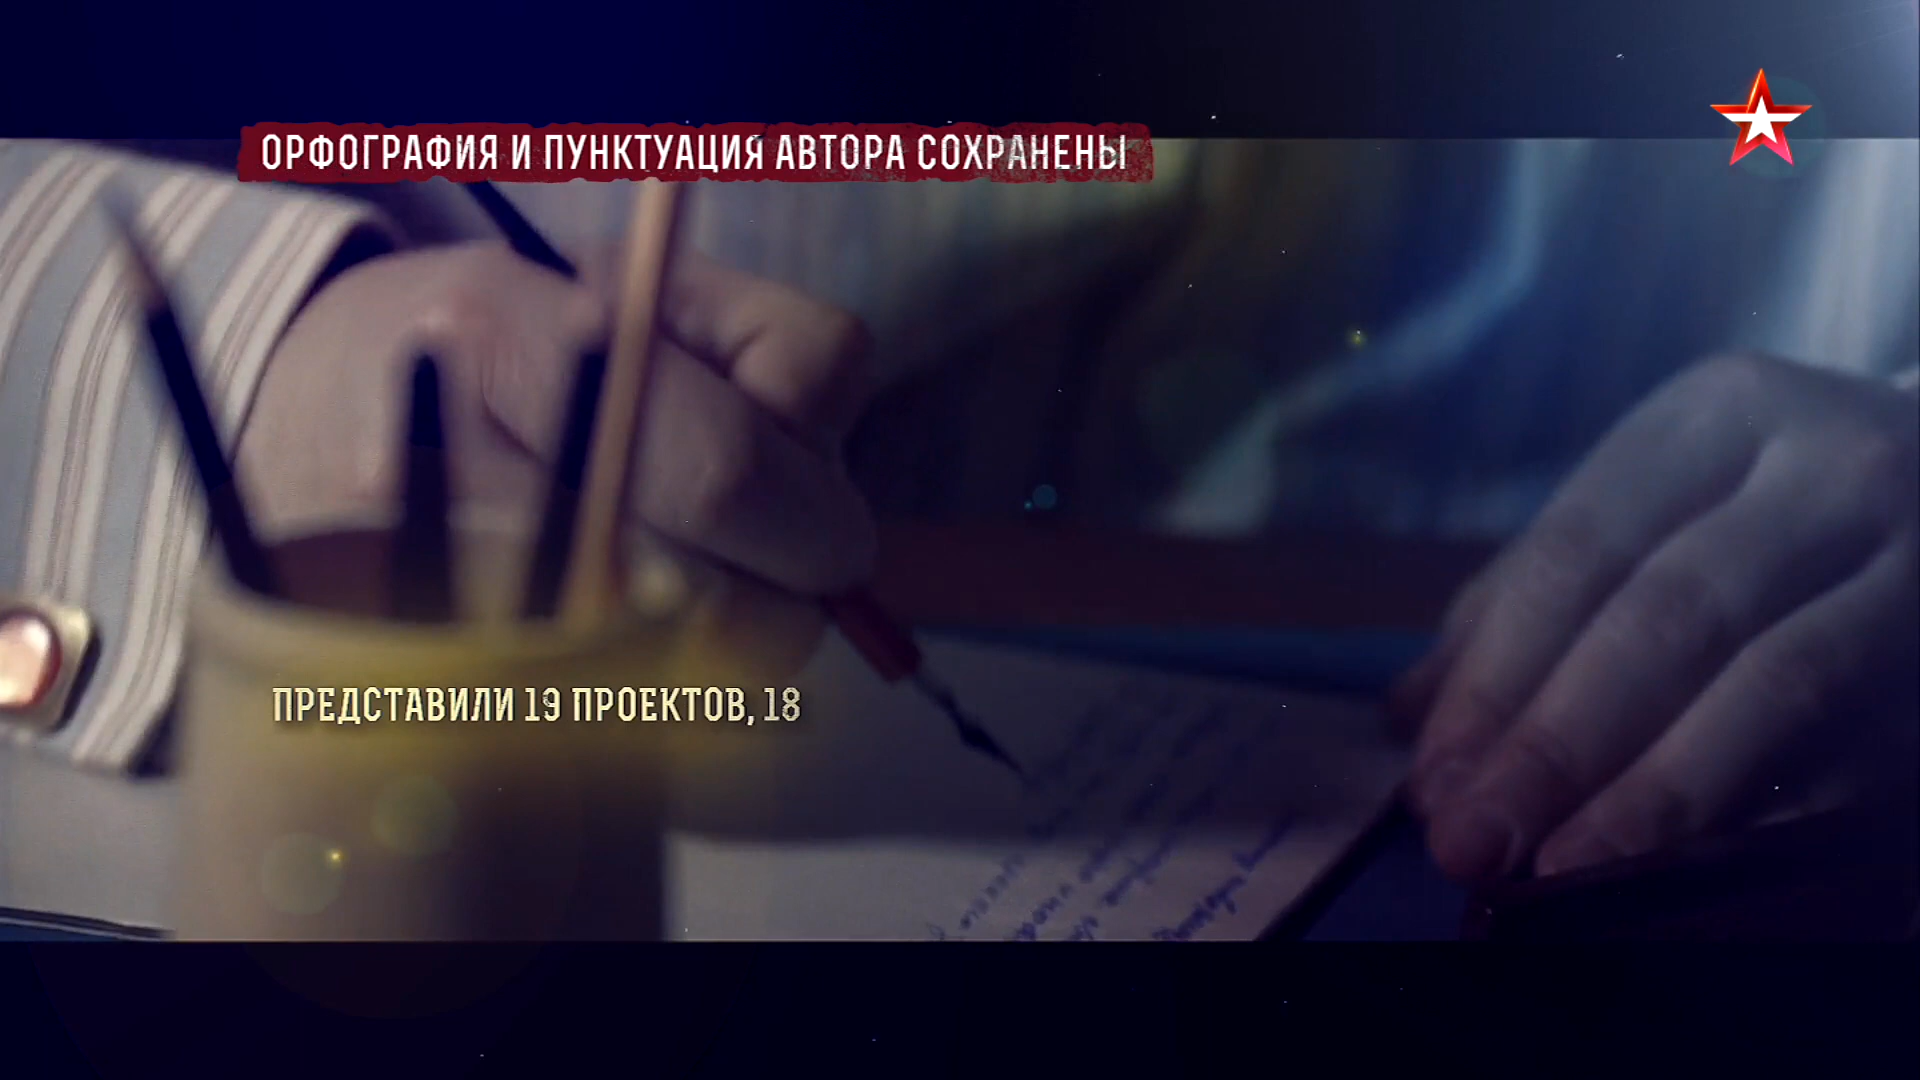 ОРФОГРАФИЯ И ПУНКТУАЦИЯ АВТОРА СОХРАНЕНЫ
ПРЕДСТАВИЛИ 19 ПРОЕКТОВ, 18